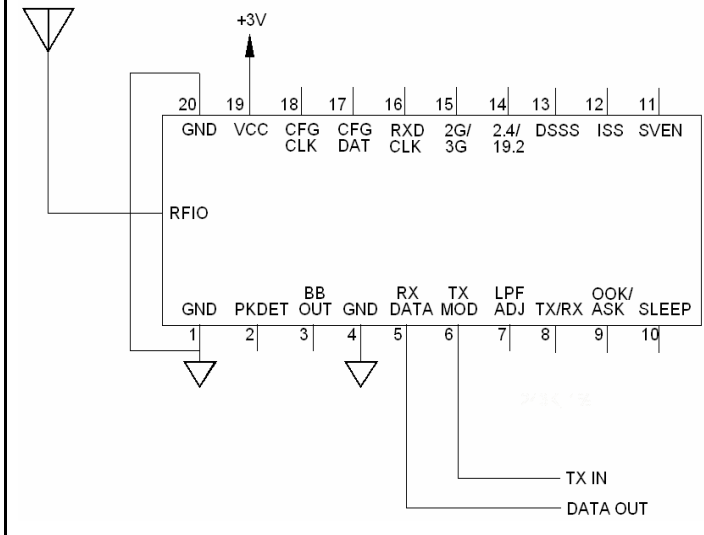 +3V
20 19 18 17 16 15 14 13 12 11
GND VCC CFG CFG RXD 2G/ 2.4/ DSSS ISS SVEN
CLK DAT CLK 3G 19.2
RFIO
BB RX TX LPF OOK/
GND PKDET OUT GND DATA MOD ADJ TX/RX ASK SLEEP
1 2 3 4 5 6 7 8 9 10
TX IN
DATA OUT